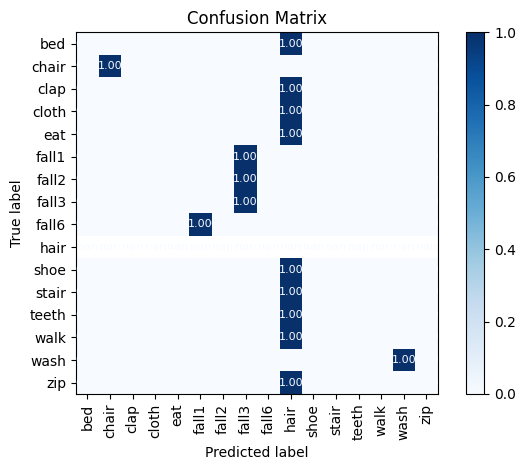 Confusion Matrix
True label
bed 1.00
chair 1.00
clap 1.00
cloth 1.00
eat 1.00
fall1 1.00
fall2 1.00
fall3 1.00
fall6 1.00
hair
shoe 1.00
stair 1.00
teeth 1.00
walk 1.00
wash 1.00
zip 1.00
bed chair clap cloth eat fall1 fall2 fall3 fall6 hair shoe stair teeth walk wash zip
Predicted label
1.0
0.8
0.6
0.4
0.2
0.0